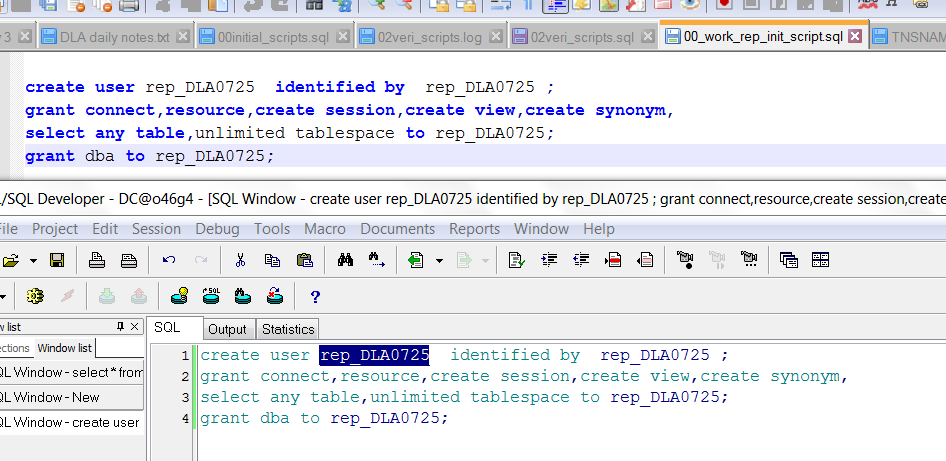 3
DLA daily notes.txt
00initial_scripts.sql
02veri_scripts.log
02veri_scripts.sql
00_work_rep_init_script.sql
TNSNAM
create user rep_DLA0725  identified by  rep_DLA0725 ;
grant connect,resource,create session,create view,create synonym,
select any table,unlimited tablespace to rep_DLA0725;
grant dba to rep_DLA0725;
/SQL Developer - DC@o46g4 - [SQL Window - create user rep_DLA0725 identified by rep_DLA0725 ; grant connect,resource,create session,create
File Project Edit Session Debug Tools Macro Documents Reports Window Help
SQL
?
w list
ections Window list
QL Window - select * from
QL Window - New
QL Window - create user
SQL Output Statistics
1 create user rep_DLA0725  identified by  rep_DLA0725 ;
2 grant connect,resource,create session,create view,create synonym,
3 select any table,unlimited tablespace to rep_DLA0725;
4 grant dba to rep_DLA0725;